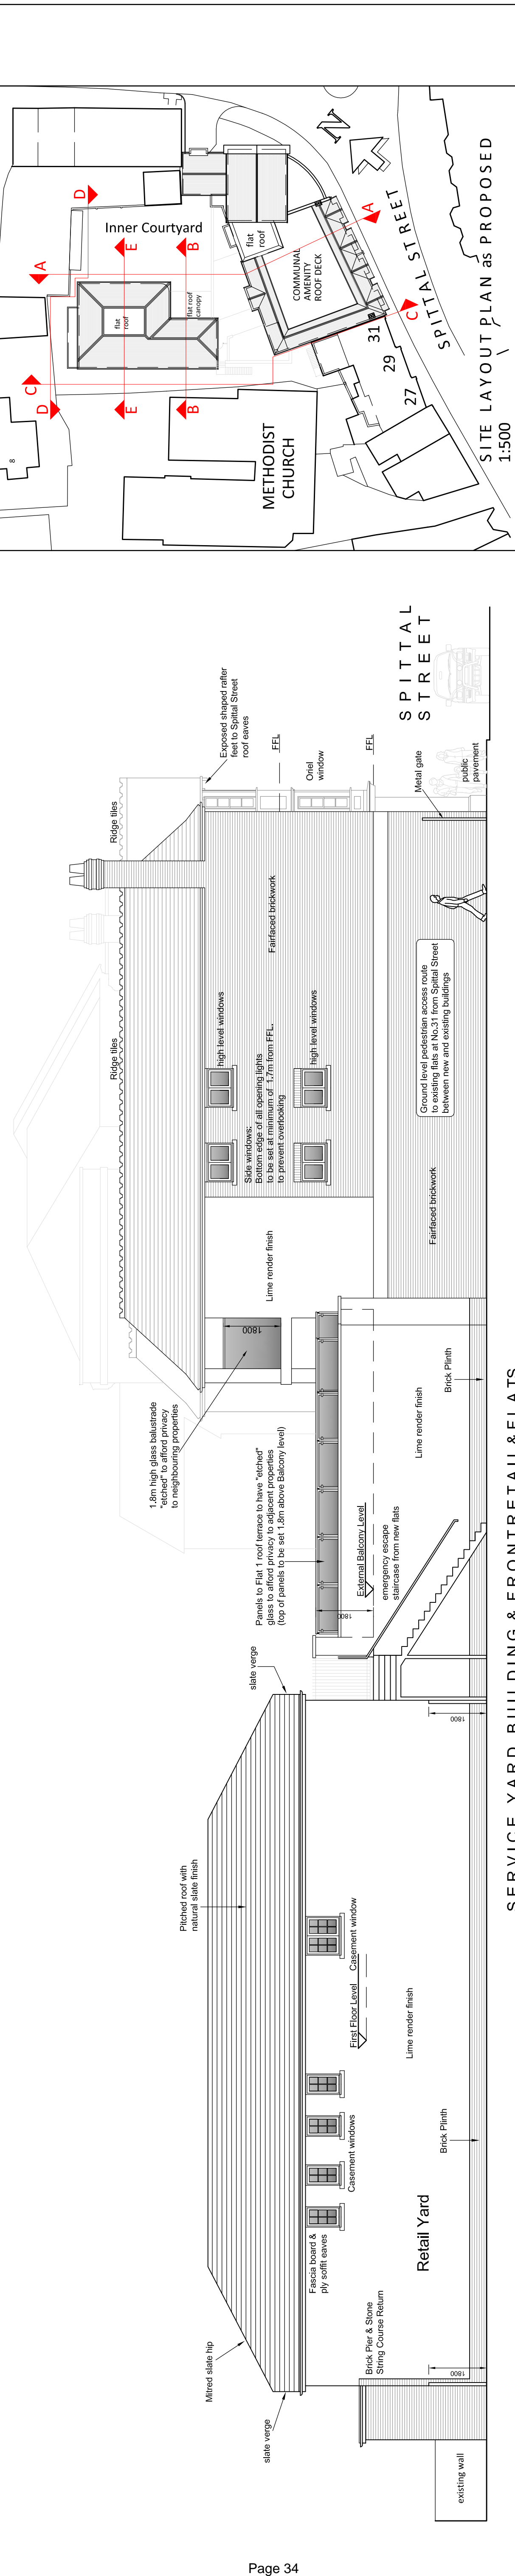 Pitched roof with
natural slate finish
Mitred slate hip
slate verge
slate verge
Fascia board &
ply soffit eaves
Casement windows
Casement window
First Floor Level
Brick Pier & Stone
String Course Return
Lime render finish
Retail Yard
Brick Plinth
existing wall
1800
1800
1.8m high glass balustrade
"etched" to afford privacy
to neighbouring properties
Panels to Flat 1 roof terrace to have "etched"
glass to afford privacy to adjacent properties
(top of panels to be set 1.8m above Balcony level)
1800
1800
External Balcony Level
emergency escape
staircase from new flats
Lime render finish
Brick Plinth
Lime render finish
Ridge tiles
Ridge tiles
high level windows
Side windows:
Bottom edge of all opening lights
to be set at minimum of 1.7m from FFL.
to prevent overlooking
high level windows
Fairfaced brickwork
Fairfaced brickwork
Ground level pedestrian access route
to existing flats at No.31 from Spittal Street
between new and existing buildings
Exposed shaped rafter
feet to Spittal Street
roof eaves
FFL
Oriel
window
FFL
Metal gate
public
pavement
SPITTAL
STREET
SERVICE YARD BUILDING & FRONT RETAIL & FLATS
8
C
A
D
D
E
E
B
B
A
C
Inner Courtyard
flat
roof
flat roof
canopy
flat
roof
COMMUNAL
AMENITY
ROOF DECK
METHODIST
CHURCH
N
31
29
27
SPITTAL STREET
SITE LAYOUT PLAN as PROPOSED
1:500
Page 34